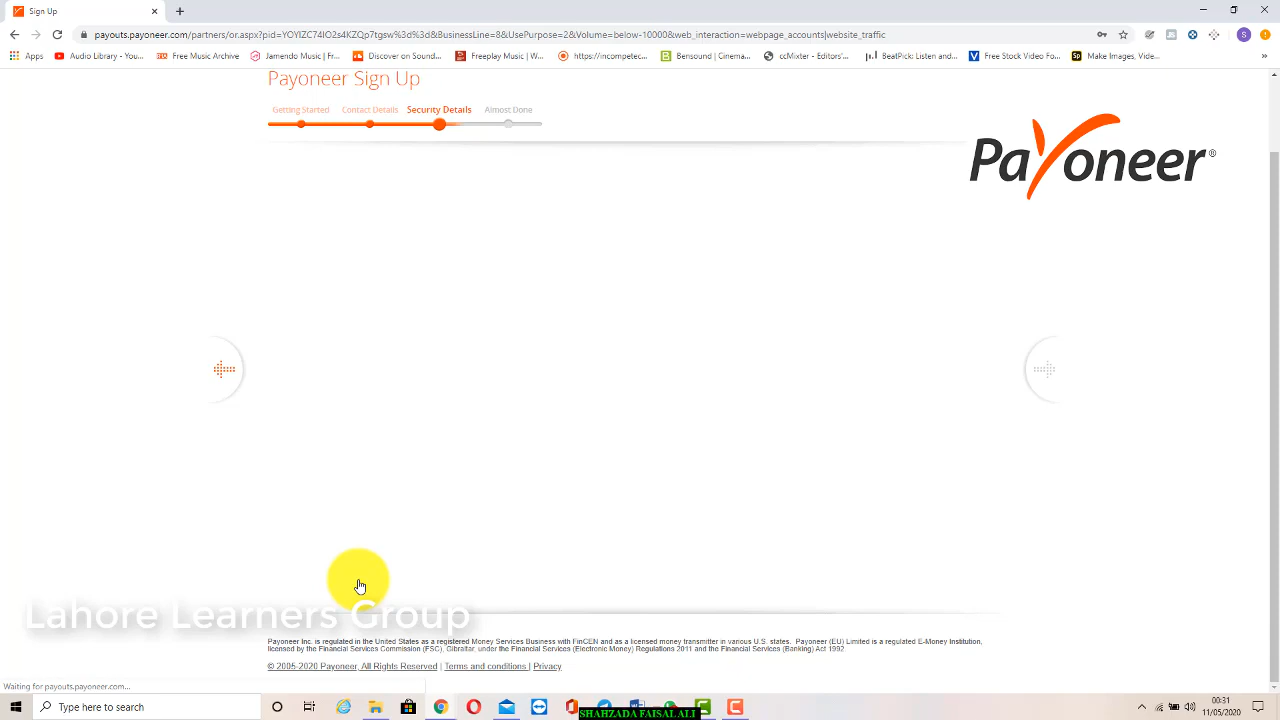 Sign Up
payouts.payoneer.com/partners/or.aspx?pid=YOYIZC74IO2s4KZQp7tgsw%3d%3d&BusinessLine=8&UsePurpose=2&Volume=below-10000&web_interaction=webpage_accounts|website_traffic
S
Apps
Audio Library - You...
Free Music Archive
Jamendo Music | Fr...
Discover on Sound...
Freeplay Music | W...
https://incompetec...
Bensound | Cinema...
ccMixter - Editors'...
BeatPick: Listen and...
Free Stock Video Fo...
Make Images, Vide...
Payoneer Sign Up
Getting Started
Contact Details
Security Details
Almost Done
Payoneer®
Lahore Learners Group
Payoneer Inc. is regulated in the United States as a registered Money Services Business with FinCEN and as a licensed money transmitter in various U.S. states. Payoneer (EU) Limited is a regulated E-Money Institution,
licensed by the Financial Services Commission (FSC), Gibraltar, under the Financial Services (Electronic Money) Regulations 2011 and the Financial Services (Banking) Act 1992.
© 2005-2020 Payoneer, All Rights Reserved | Terms and conditions | Privacy
Waiting for payouts.payoneer.com...
Type here to search
00:31
11/05/2020
SHAHZADA FAISAL ALI